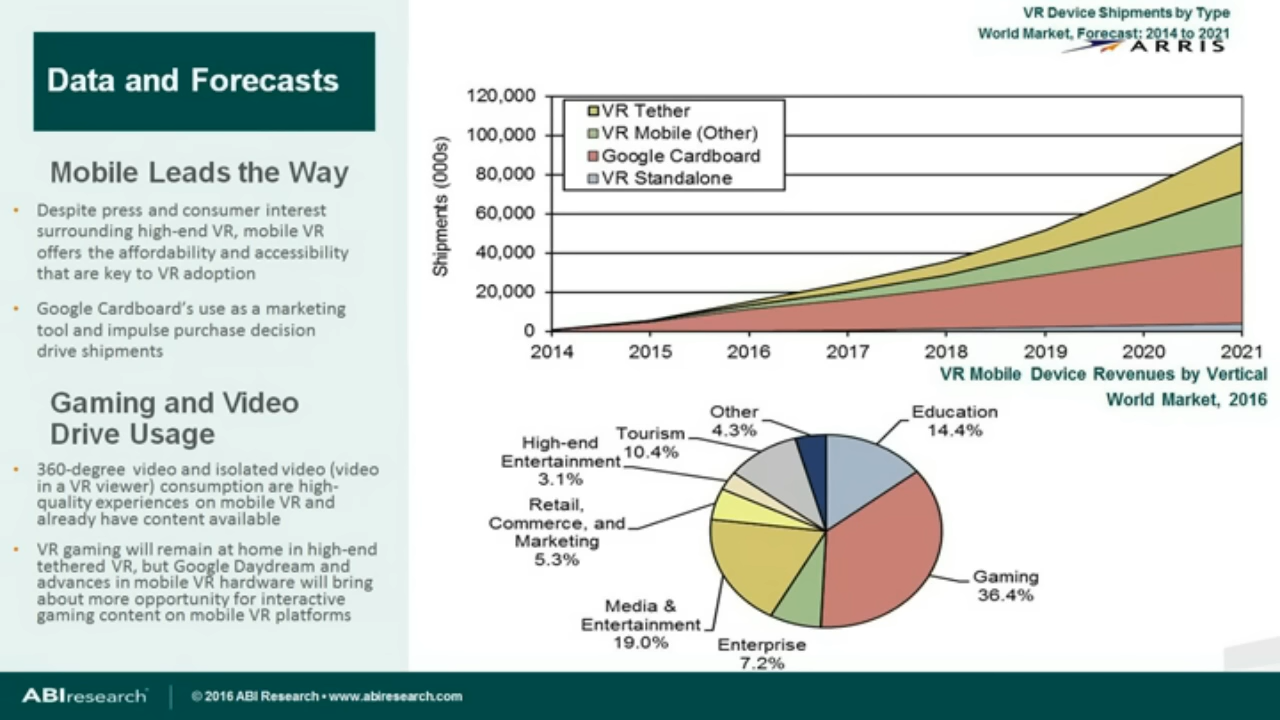 Data and Forecasts
Mobile Leads the Way
• Despite press and consumer interest
surrounding high-end VR, mobile VR
offers the affordability and accessibility
that are key to VR adoption
• Google Cardboard’s use as a marketing
tool and impulse purchase decision
drive shipments
Gaming and Video
Drive Usage
• 360-degree video and isolated video (video
in a VR viewer) consumption are high-
quality experiences on mobile VR and
already have content available
• VR gaming will remain at home in high-end
tethered VR, but Google Daydream and
advances in mobile VR hardware will bring
about more opportunity for interactive
gaming content on mobile VR platforms
VR Device Shipments by Type
World Market, Forecast: 2014 to 2021
ARRIS
Shipments (000s)
120,000
100,000
80,000
60,000
40,000
20,000
0
VR Tether
VR Mobile (Other)
Google Cardboard
VR Standalone
2014 2015 2016 2017 2018 2019 2020 2021
VR Mobile Device Revenues by Vertical
World Market, 2016
Education
14.4%
Gaming
36.4%
Enterprise
7.2%
Media &
Entertainment
19.0%
Retail,
Commerce, and
Marketing
5.3%
High-end
Entertainment
3.1%
Tourism
10.4%
Other
4.3%
ABIresearch
© 2016 ABI Research • www.abiresearch.com